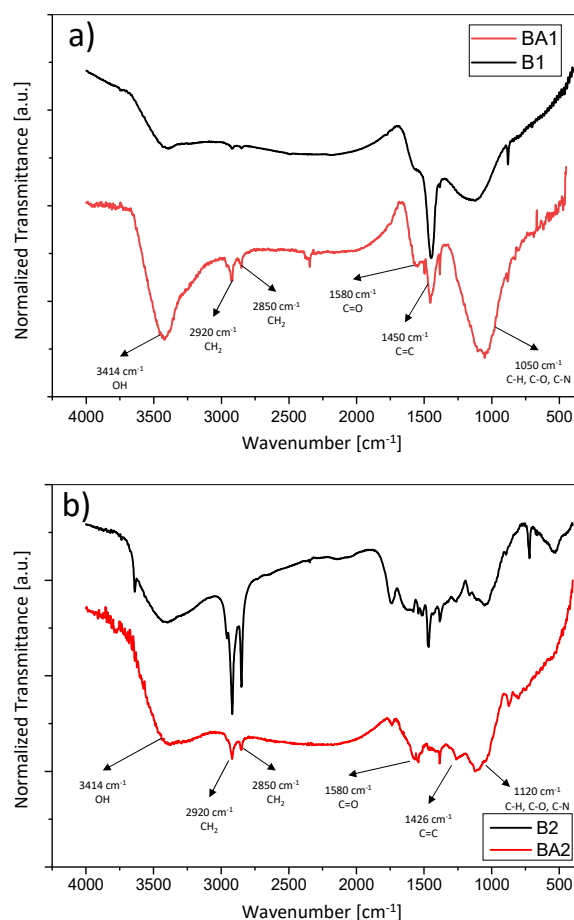 a)
BA1
B1
Normalized Transmittance [a.u.]
3414 cm⁻¹
OH
2920 cm⁻¹
CH₂
2850 cm⁻¹
CH₂
1580 cm⁻¹
C=O
1450 cm⁻¹
C=C
1050 cm⁻¹
C-H, C-O, C-N
4000 3500 3000 2500 2000 1500 1000 500
Wavenumber [cm⁻¹]
b)
Normalized Transmittance [a.u.]
3414 cm⁻¹
OH
2920 cm⁻¹
CH₂
2850 cm⁻¹
CH₂
1580 cm⁻¹
C=O
1426 cm⁻¹
C=C
1120 cm⁻¹
C-H, C-O, C-N
B2
BA2
4000 3500 3000 2500 2000 1500 1000 500
Wavenumber [cm⁻¹]